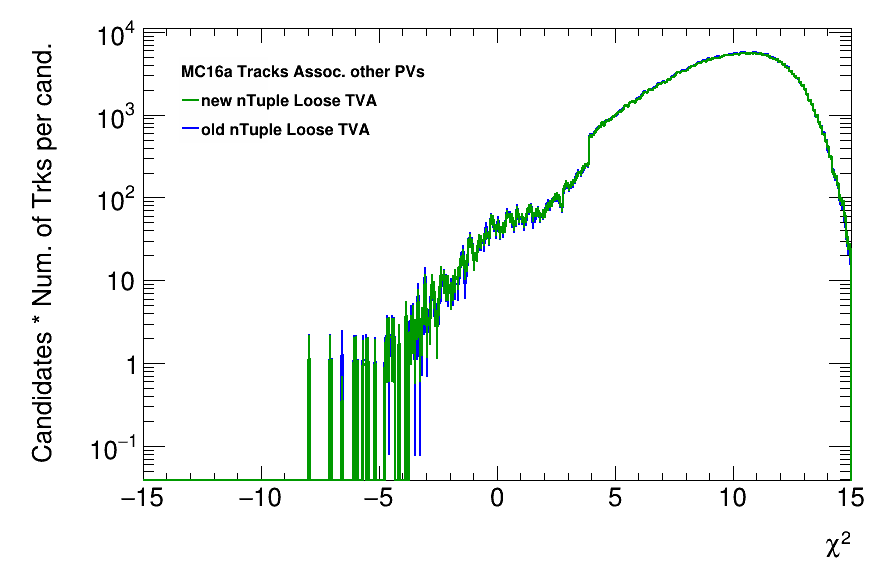 Candidates * Num. of Trks per cand.
10⁴
10³
10²
10
1
10⁻¹
MC16a Tracks Assoc. other PVs
new nTuple Loose TVA
old nTuple Loose TVA
−15 −10 −5 0 5 10 15
χ²